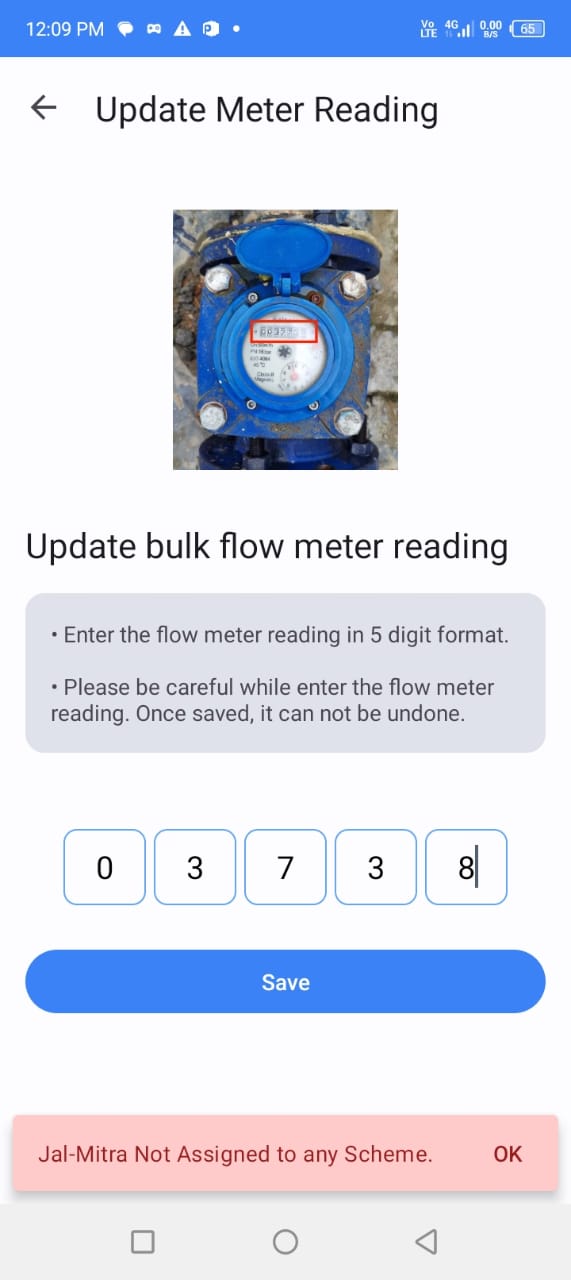 12:09 PM
Vo LTE 4G 0.00 B/S 65
Update Meter Reading
Update bulk flow meter reading
• Enter the flow meter reading in 5 digit format.
• Please be careful while enter the flow meter
reading. Once saved, it can not be undone.
0 3 7 3 8
Save
Jal-Mitra Not Assigned to any Scheme. OK